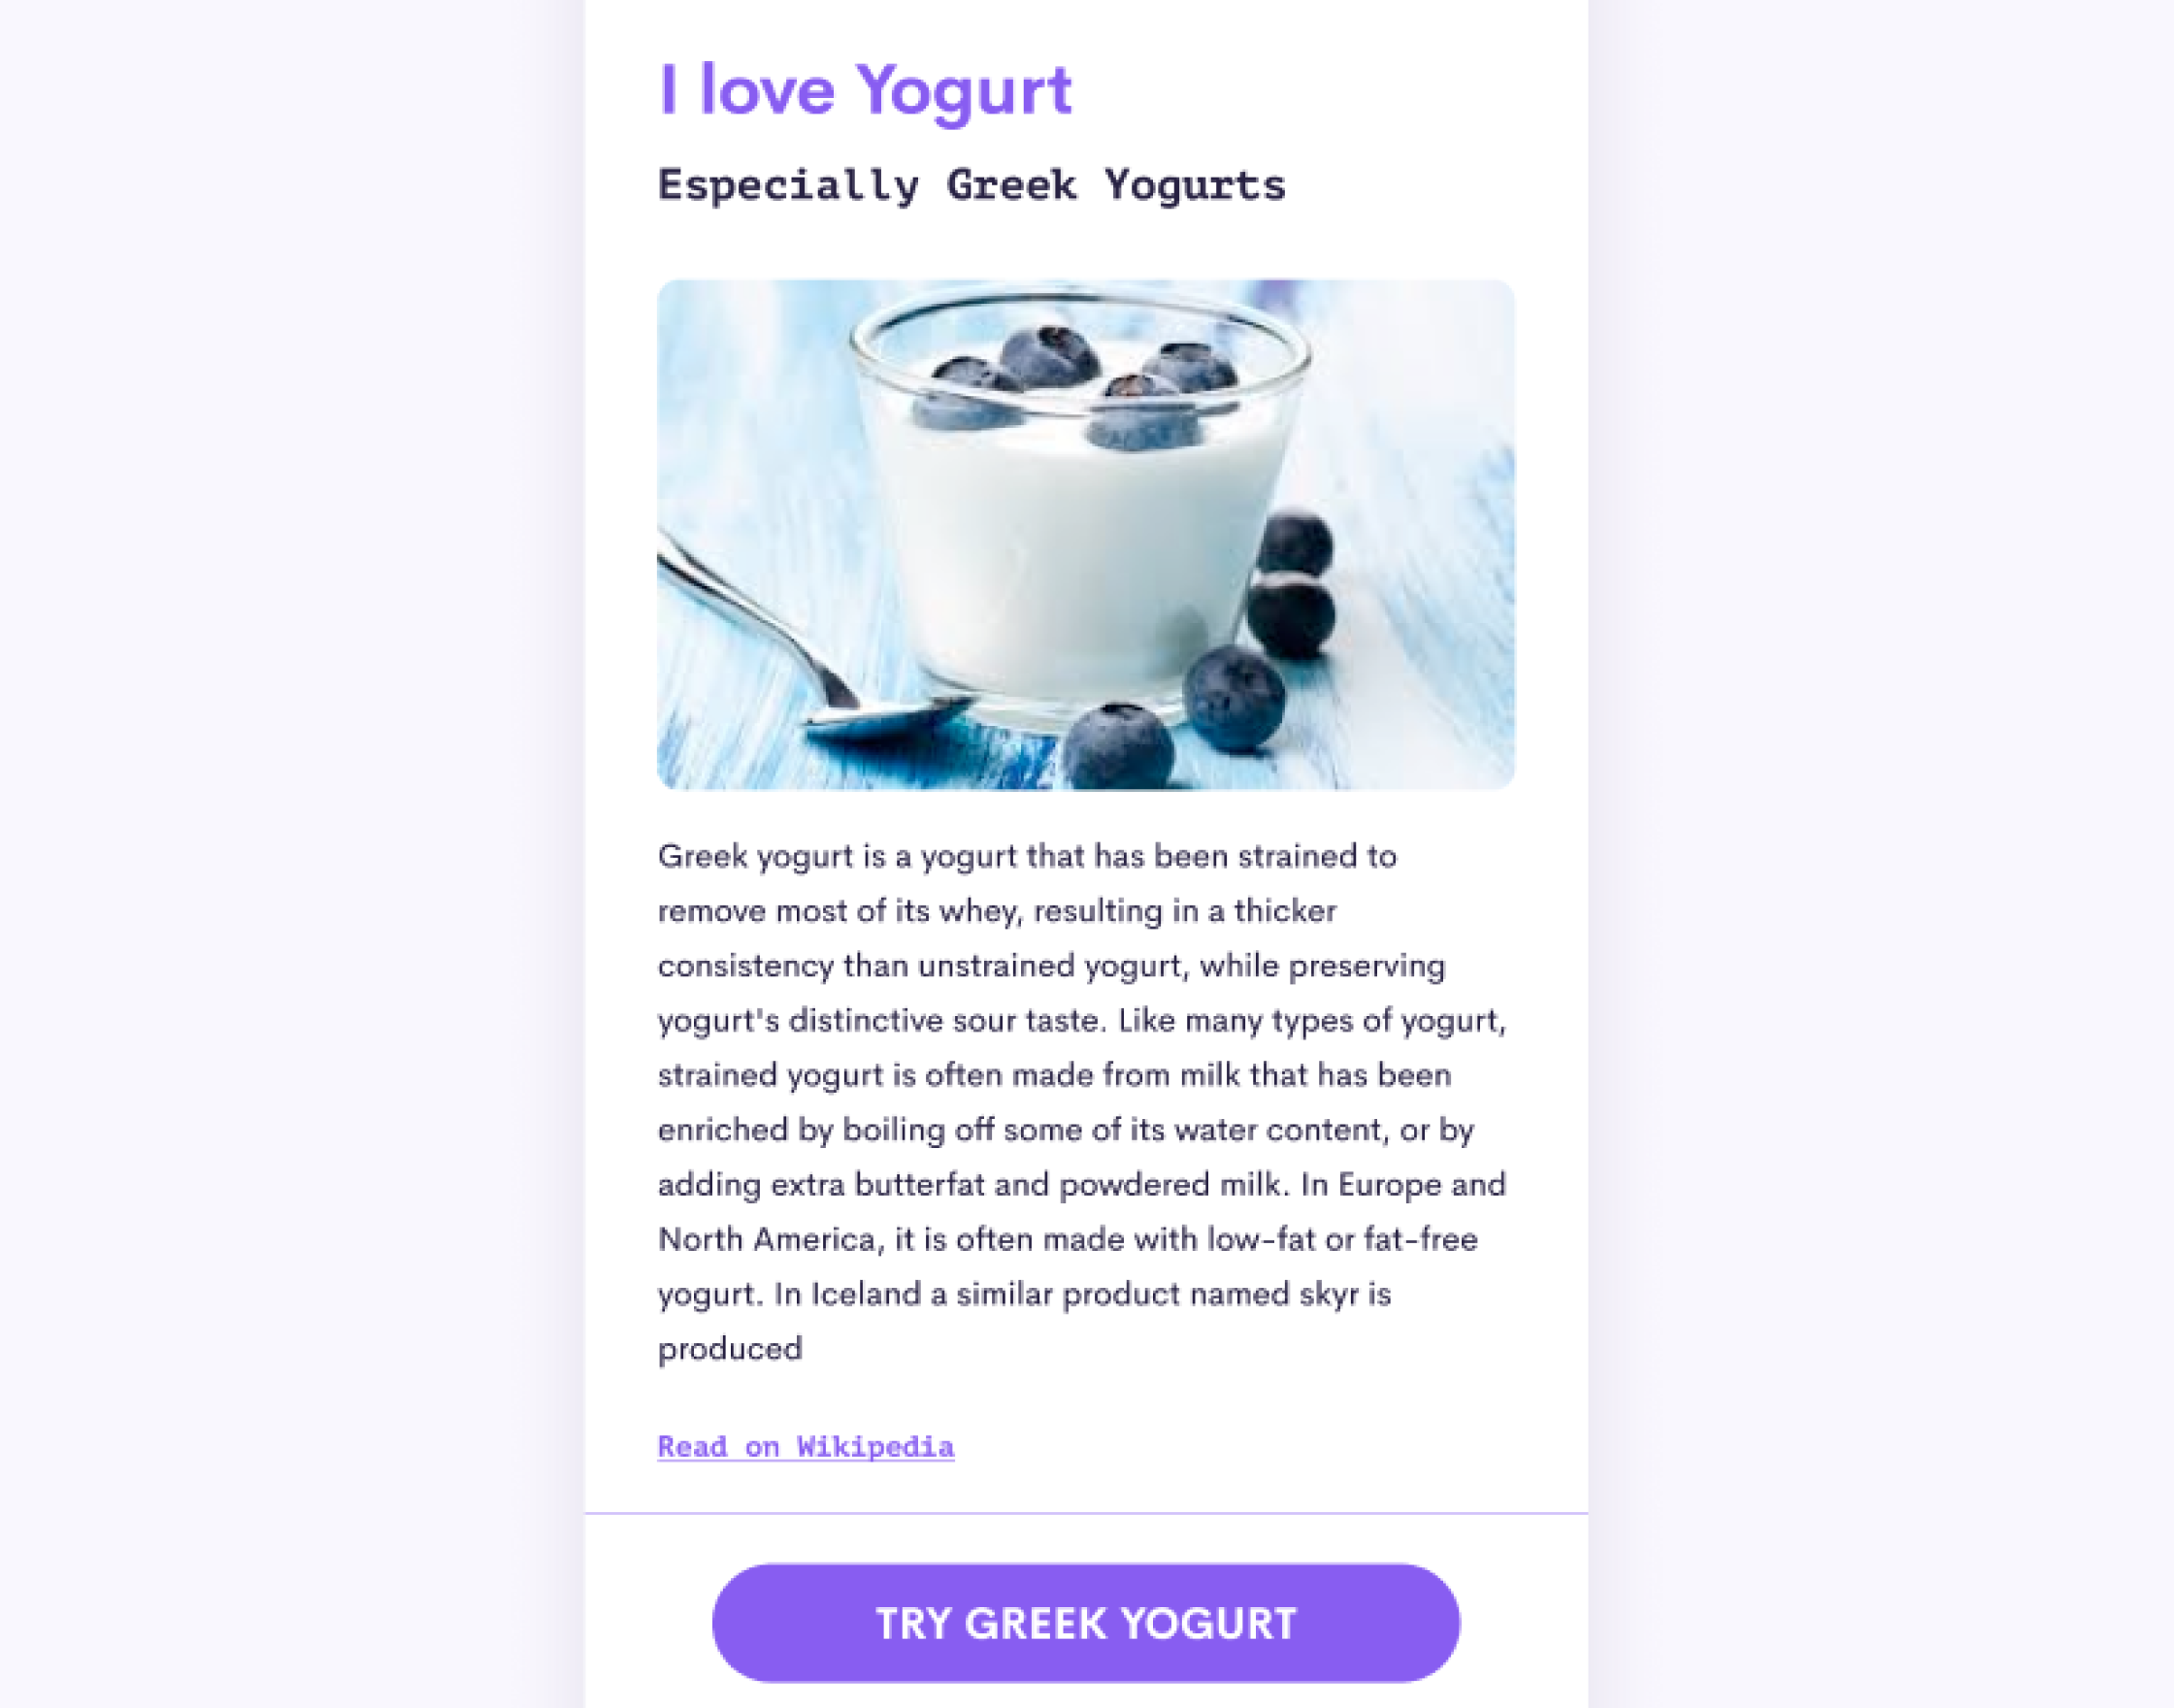 I love Yogurt
Especially Greek Yogurts
Greek yogurt is a yogurt that has been strained to
remove most of its whey, resulting in a thicker
consistency than unstrained yogurt, while preserving
yogurt's distinctive sour taste. Like many types of yogurt,
strained yogurt is often made from milk that has been
enriched by boiling off some of its water content, or by
adding extra butterfat and powdered milk. In Europe and
North America, it is often made with low-fat or fat-free
yogurt. In Iceland a similar product named skyr is
produced
Read on Wikipedia
TRY GREEK YOGURT